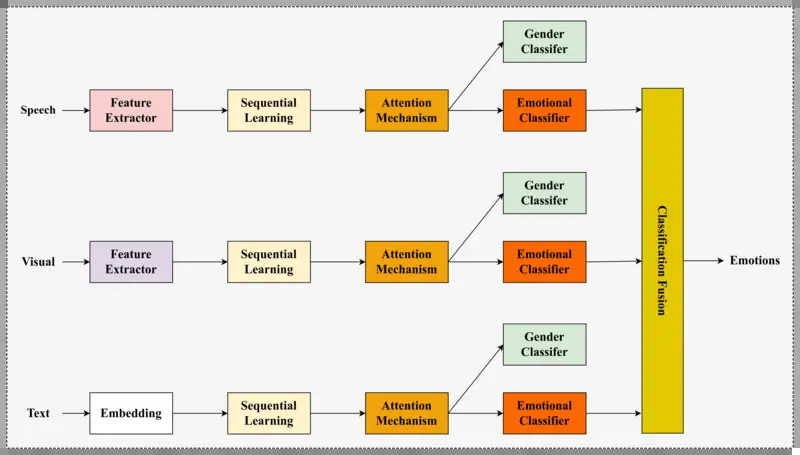 Gender
Classifer
Speech
Feature
Extractor
Sequential
Learning
Attention
Mechanism
Emotional
Classifier
Gender
Classifer
Visual
Feature
Extractor
Sequential
Learning
Attention
Mechanism
Emotional
Classifier
Classification Fusion
Emotions
Gender
Classifer
Text
Embedding
Sequential
Learning
Attention
Mechanism
Emotional
Classifier